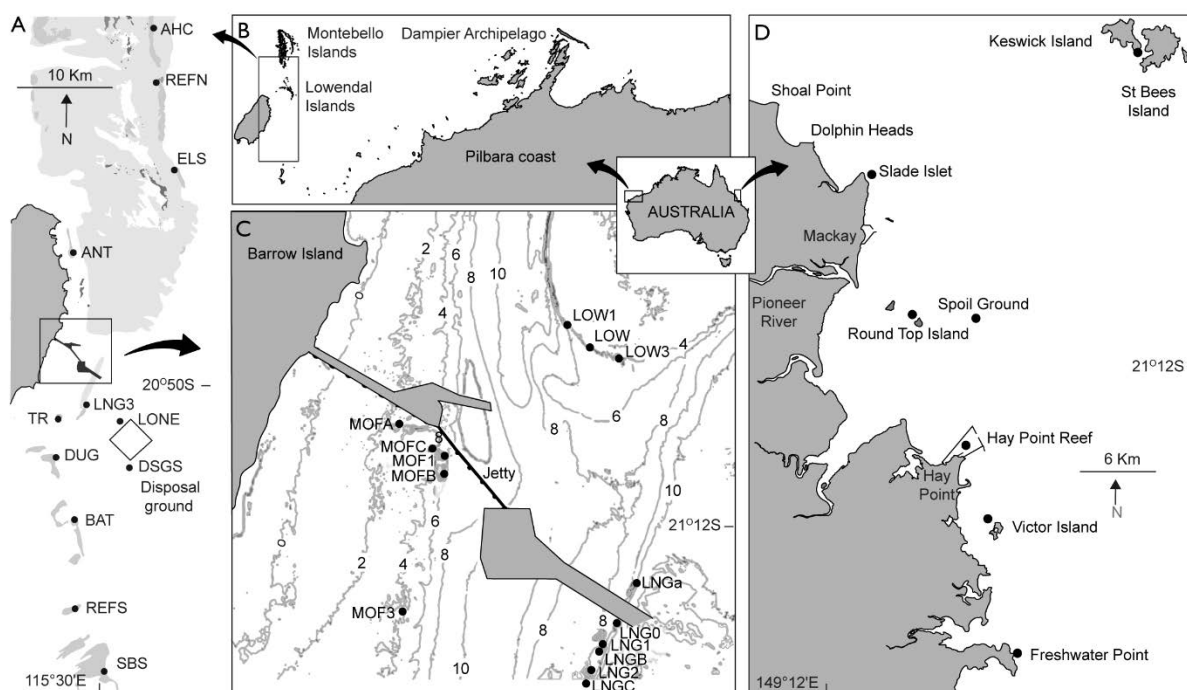 A
AHC
10 Km
REFN
N
ELS
ANT
20°50S
LNG3
TR
LONE
DUG
DSGS
Disposal
ground
BAT
REFS
SBS
115°30'E
B
Montebello
Islands
Dampier Archipelago
Lowendal
Islands
Pilbara coast
AUSTRALIA
C
Barrow Island
2
6
8
10
0
4
LOW1
LOW
LOW3
4
6
8
8
MOFA
8
MOFC
MOF1
MOFB
Jetty
10
0
6
21°12S
2
4
8
LNGa
MOF3
8
8
LNG0
LNG1
LNGB
10
LNG2
LNGC
D
Keswick Island
St Bees
Island
Shoal Point
Dolphin Heads
Slade Islet
Mackay
Pioneer
River
Spoil Ground
Round Top Island
21°12S
Hay Point Reef
6 Km
Hay
Point
N
Victor Island
Freshwater Point
149°12'E